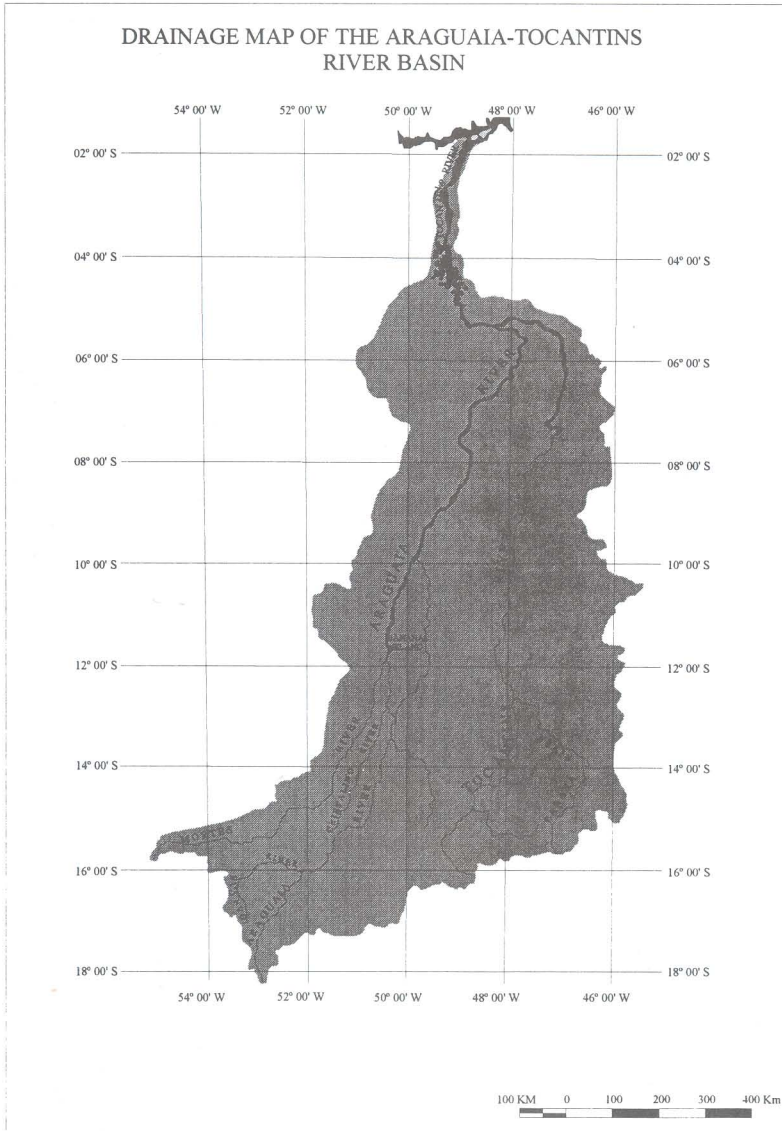 DRAINAGE MAP OF THE ARAGUAIA-TOCANTINS
RIVER BASIN
54° 00' W 52° 00' W 50° 00' W 48° 00' W 46° 00' W
02° 00' S 02° 00' S
RIVER
04° 00' S 04° 00' S
06° 00' S 06° 00' S
RIVER
08° 00' S 08° 00' S
10° 00' S 10° 00' S
ARAGUAIA
12° 00' S 12° 00' S
RIVER
RIVER
14° 00' S 14° 00' S
RIVER
MORTES
16° 00' S 16° 00' S
RIVER
18° 00' S 18° 00' S
54° 00' W 52° 00' W 50° 00' W 48° 00' W 46° 00' W
100 KM 0 100 200 300 400 Km